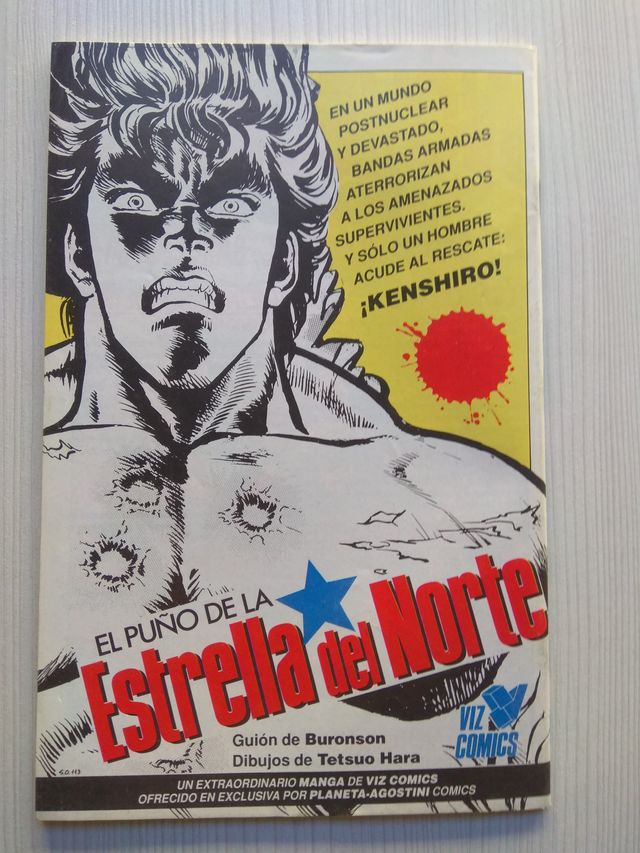 EN UN MUNDO
POSTNUCLEAR
Y DEVASTADO,
BANDAS ARMADAS
ATERRORIZAN
A LOS AMENAZADOS
SUPERVIVIENTES.
Y SÓLO UN HOMBRE
ACUDE AL RESCATE:
¡KENSHIRO!
EL PUÑO DE LA
Estrella del Norte
Guión de Buronson
Dibujos de Tetsuo Hara
VIZ
COMICS
S.O.113
UN EXTRAORDINARIO MANGA DE VIZ COMICS
OFRECIDO EN EXCLUSIVA POR PLANETA-AGOSTINI COMICS